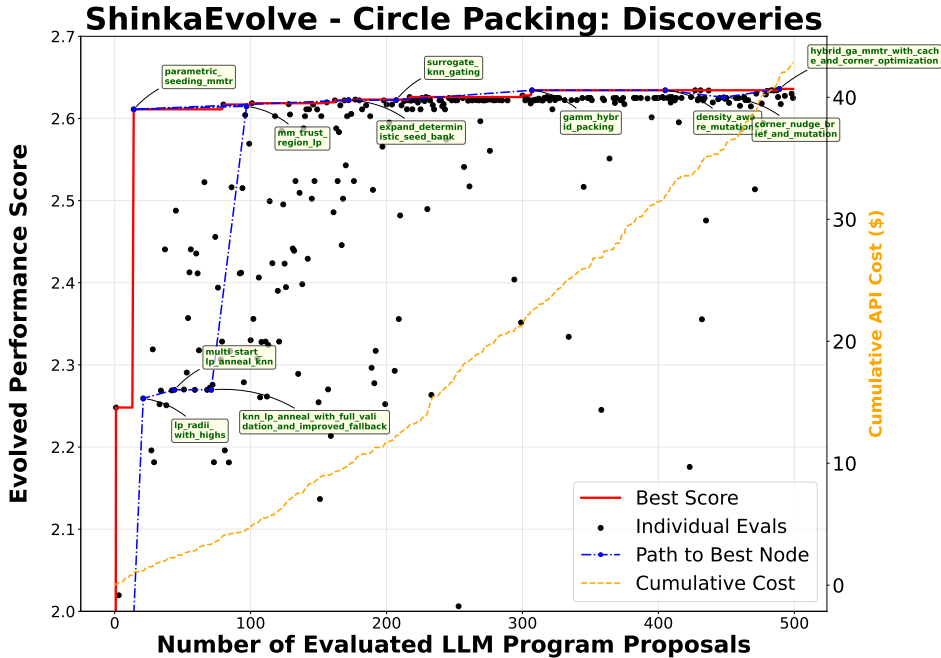 ShinkaEvolve - Circle Packing: Discoveries
hybrid_ga_mmtr_with_cach
e_and_corner_optimization
surrogate_
knn_gating
parametric_
seeding_mmtr
mm_trust_
region_lp
expand_determin
istic_seed_bank
gamm_hybr
id_packing
density_awa
re_mutation
corner_nudge_br
ief_and_mutation
multi_start_
lp_anneal_knn
lp_radii_
with_highs
knn_lp_anneal_with_full_vali
dation_and_improved_fallback
2.7
2.6
2.5
2.4
2.3
2.2
2.1
2.0
Evolved Performance Score
0
100
200
300
400
500
Number of Evaluated LLM Program Proposals
40
30
20
10
0
Cumulative API Cost ($)
Best Score
Individual Evals
Path to Best Node
Cumulative Cost